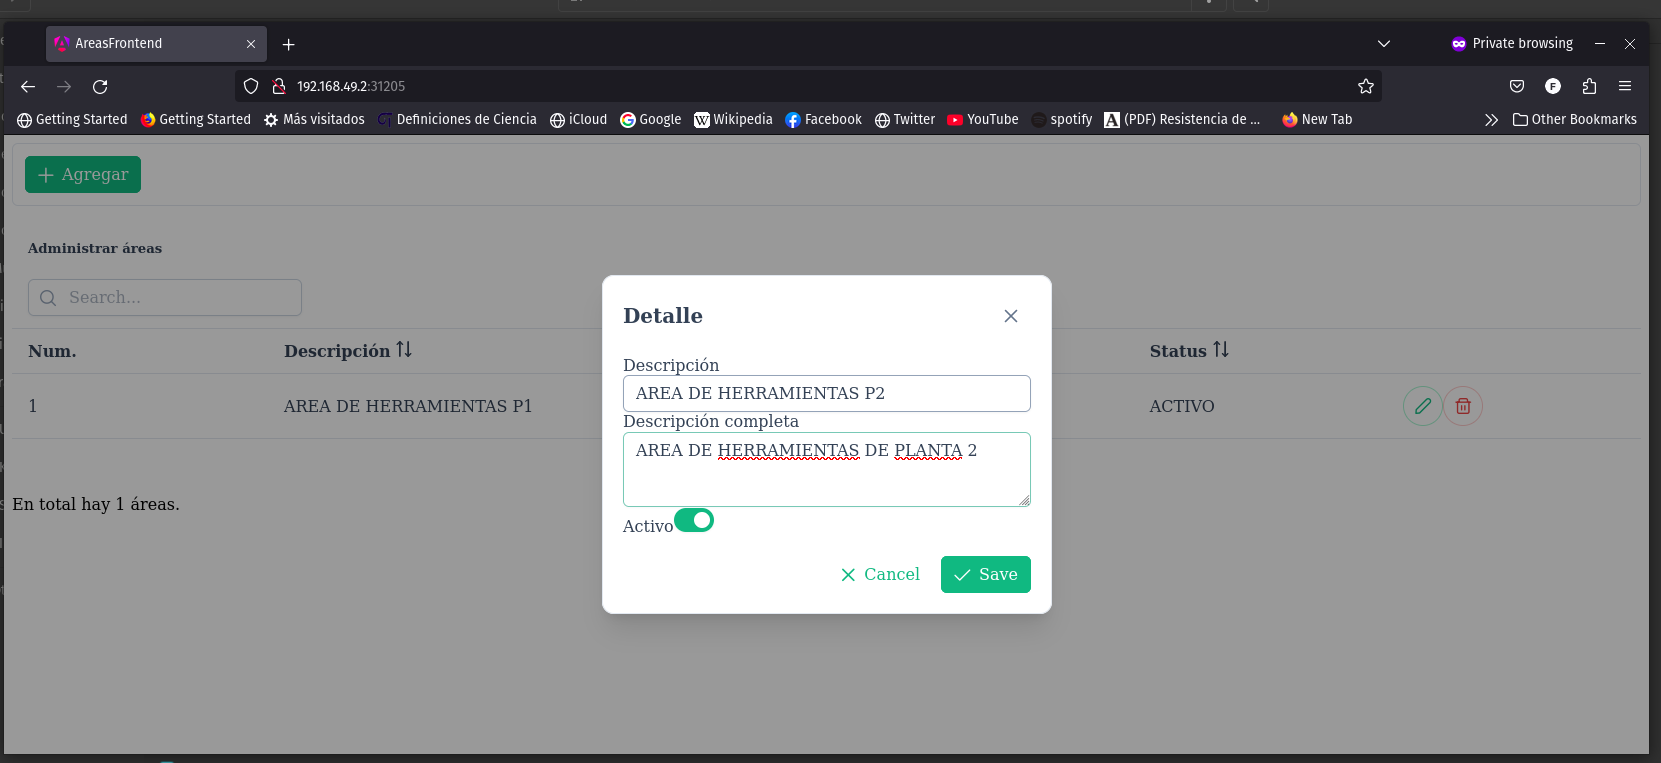 AreasFrontend
Private browsing
192.168.49.2:31205
F
Getting Started Getting Started Más visitados Definiciones de Ciencia iCloud Google Wikipedia Facebook Twitter YouTube spotify (PDF) Resistencia de ... New Tab Other Bookmarks
Agregar
Administrar áreas
Search...
Num. Descripción Status
1 AREA DE HERRAMIENTAS P1 ACTIVO
En total hay 1 áreas.
Detalle
Descripción
AREA DE HERRAMIENTAS P2
Descripción completa
AREA DE HERRAMIENTAS DE PLANTA 2
Activo
Cancel Save